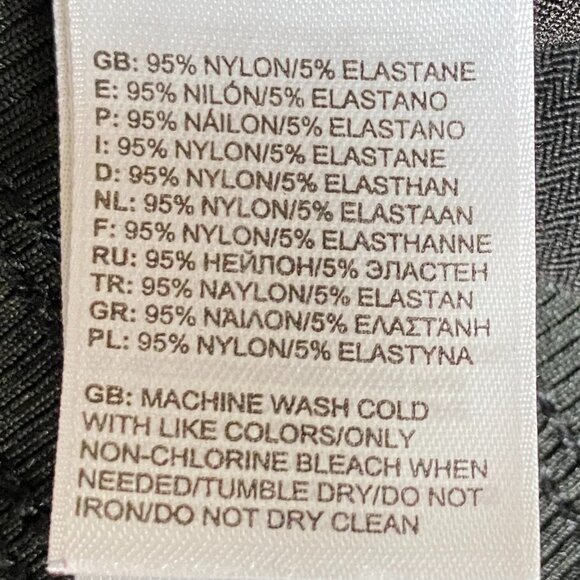 GB: 95% NYLON/5% ELASTANE
E: 95% NILÓN/5% ELASTANO
P: 95% NÁILON/5% ELASTANO
I: 95% NYLON/5% ELASTANE
D: 95% NYLON/5% ELASTHAN
NL: 95% NYLON/5% ELASTAAN
F: 95% NYLON/5% ELASTHANNE
RU: 95% НЕЙЛОН/5% ЭЛАСТЕН
TR: 95% NAYLON/5% ELASTAN
GR: 95% ΝΆΙΛΟΝ/5% ΕΛΑΣΤΆΝΗ
PL: 95% NYLON/5% ELASTYNA
GB: MACHINE WASH COLD
WITH LIKE COLORS/ONLY
NON-CHLORINE BLEACH WHEN
NEEDED/TUMBLE DRY/DO NOT
IRON/DO NOT DRY CLEAN